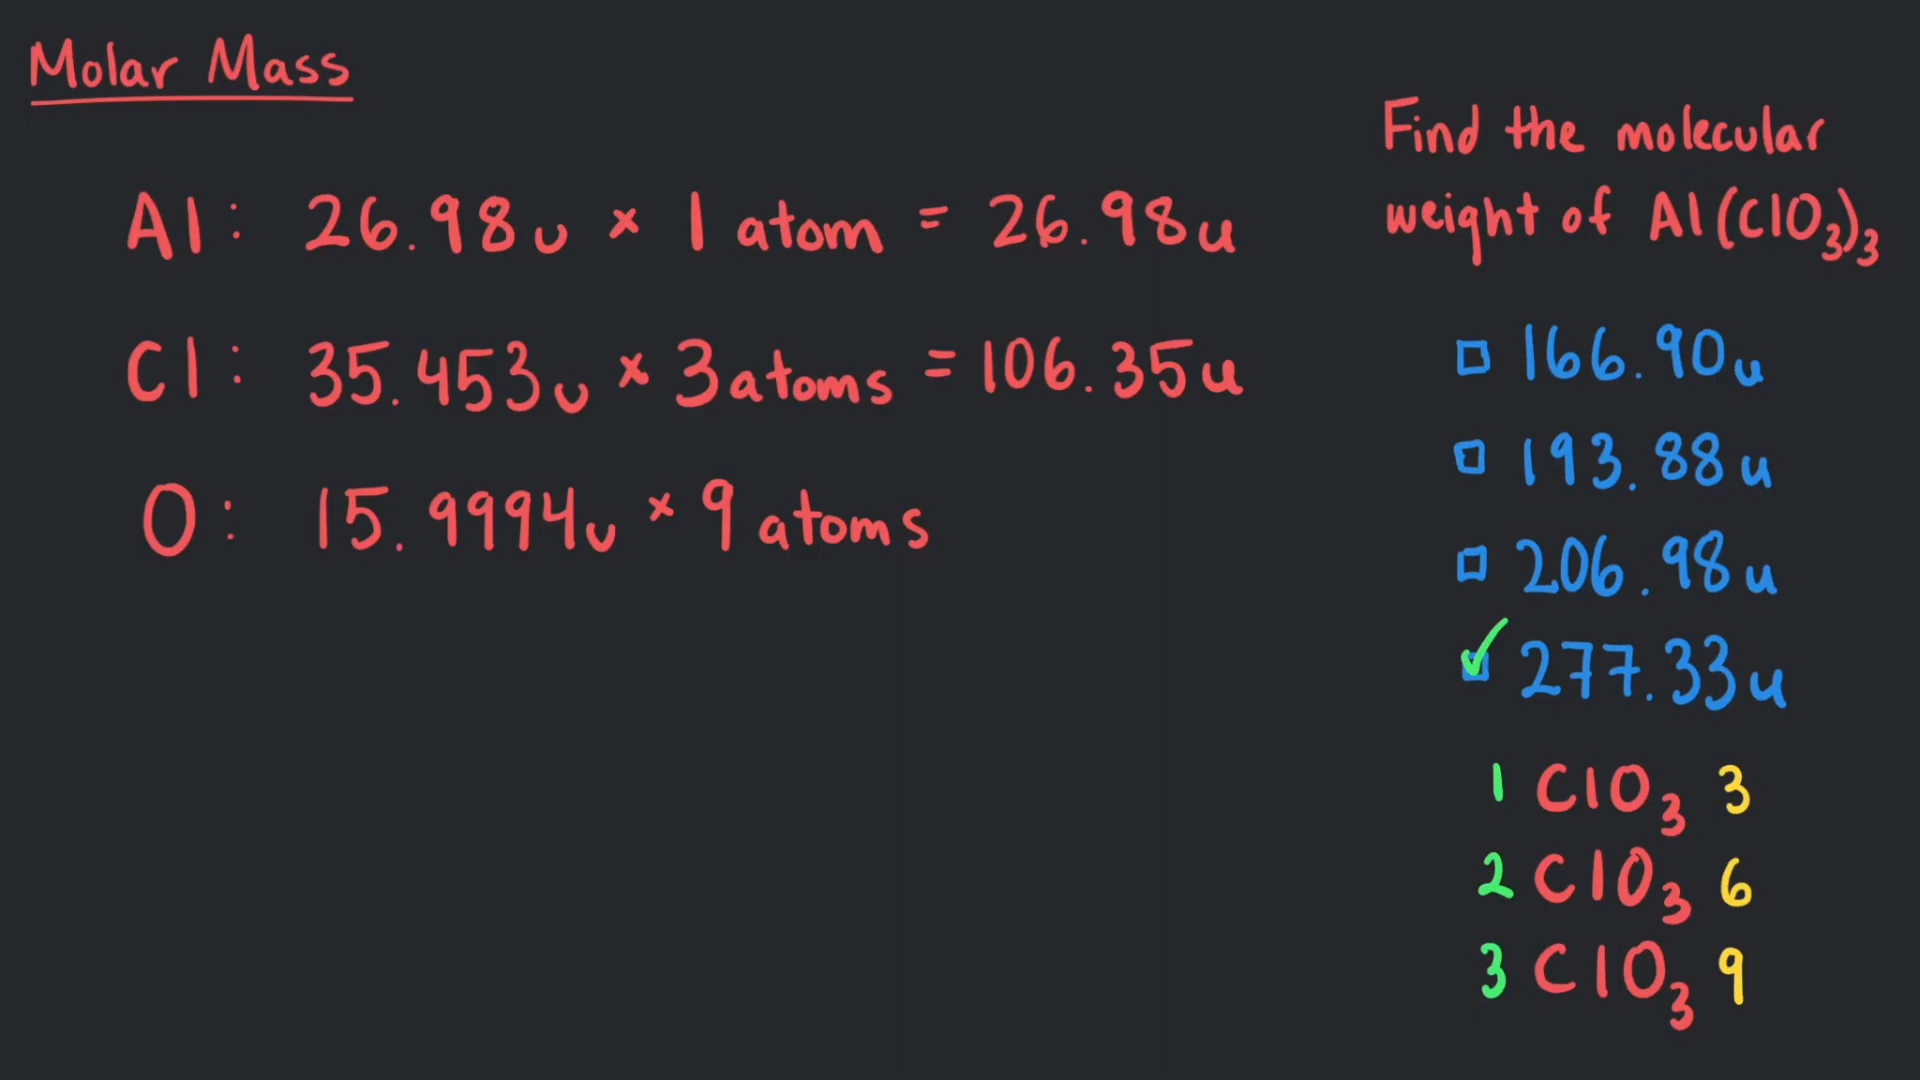 Molar Mass
Al: 26.98u × 1 atom = 26.98u
Cl: 35.453u × 3 atoms = 106.35u
O: 15.9994u × 9 atoms
Find the molecular
weight of Al(ClO₃)₃
166.90u
193.88u
206.98u
✓ 277.33u
1 ClO₃ 3
2 ClO₃ 6
3 ClO₃ 9